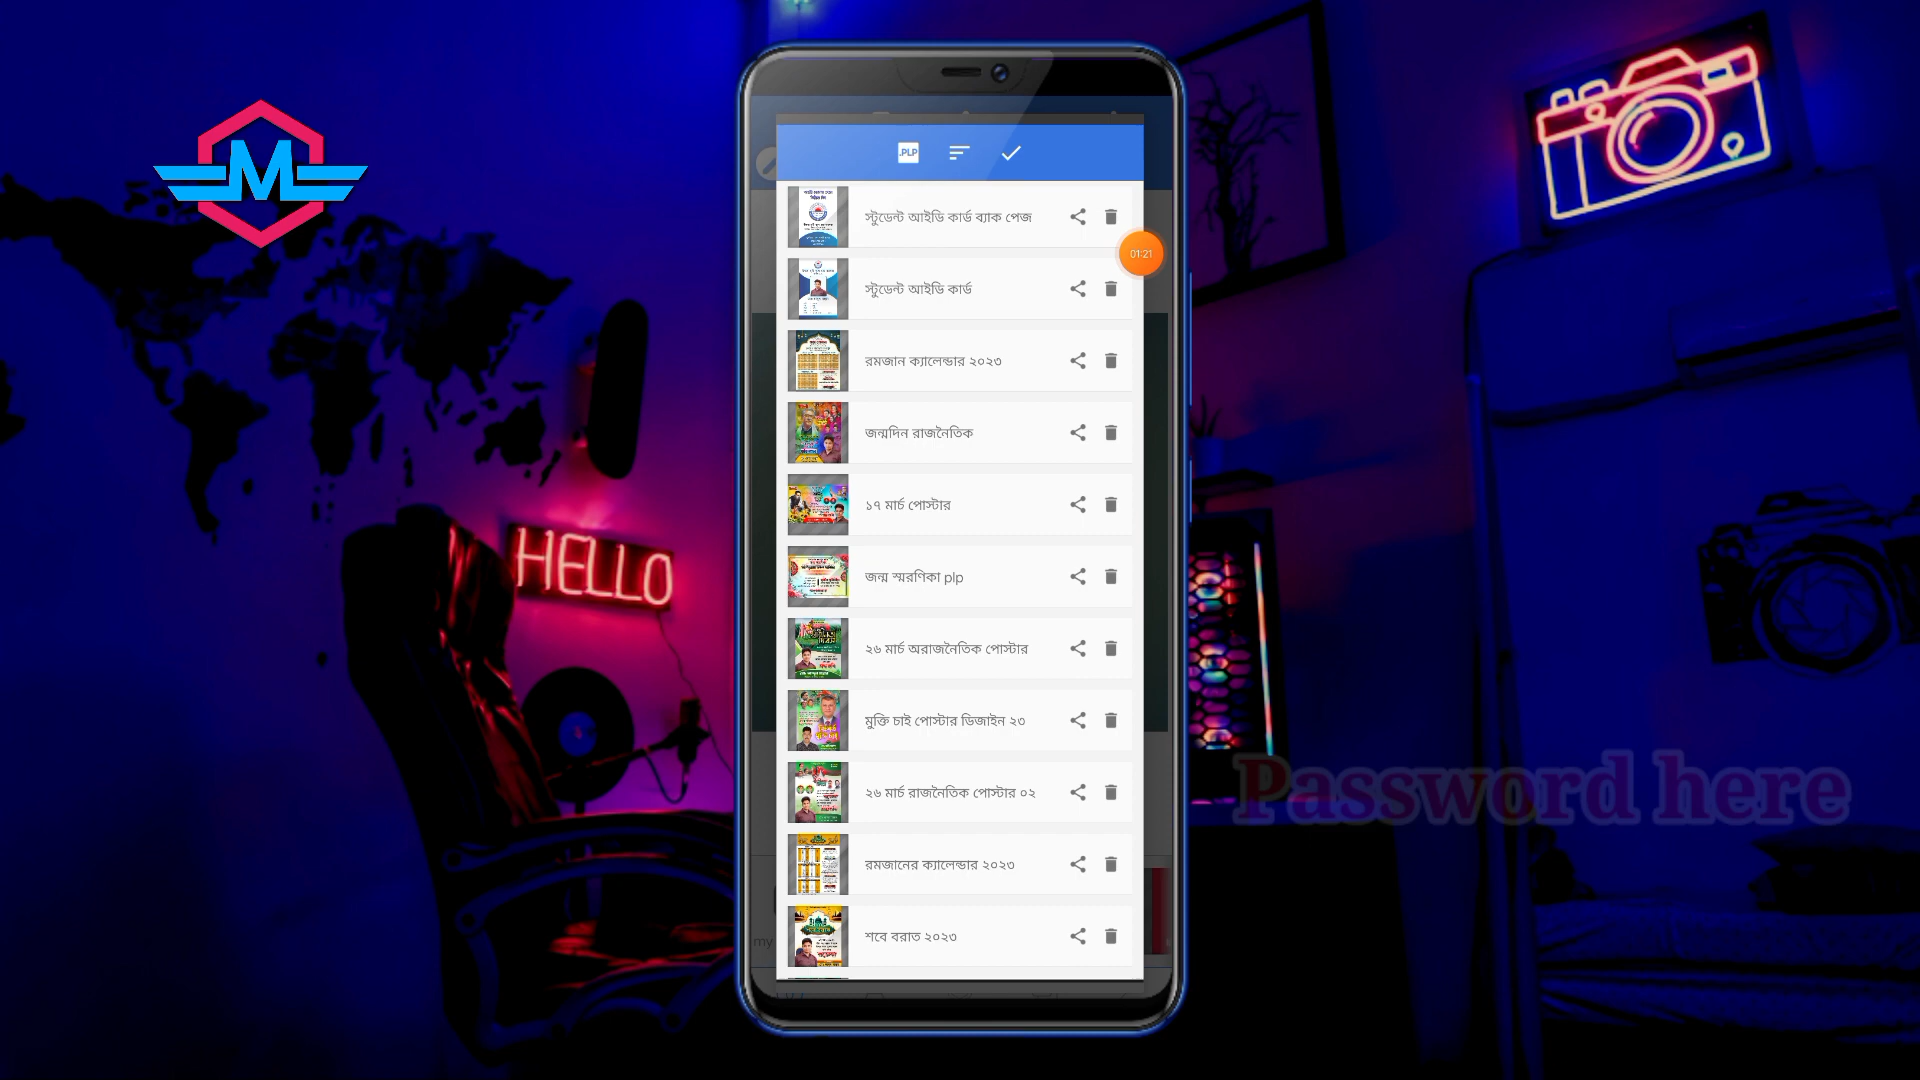 M
.PLP
স্টুডেন্ট আইডি কার্ড ব্যাক পেজ
01:21
স্টুডেন্ট আইডি কার্ড
রমজান ক্যালেন্ডার ২০২৩
জন্মদিন রাজনৈতিক
১৭ মার্চ পোস্টার
জন্ম স্মরণিকা plp
HELLO
২৬ মার্চ অরাজনৈতিক পোস্টার
মুক্তি চাই পোস্টার ডিজাইন ২৩
২৬ মার্চ রাজনৈতিক পোস্টার ০২
Password here
রমজানের ক্যালেন্ডার ২০২৩
শবে বরাত ২০২৩
my